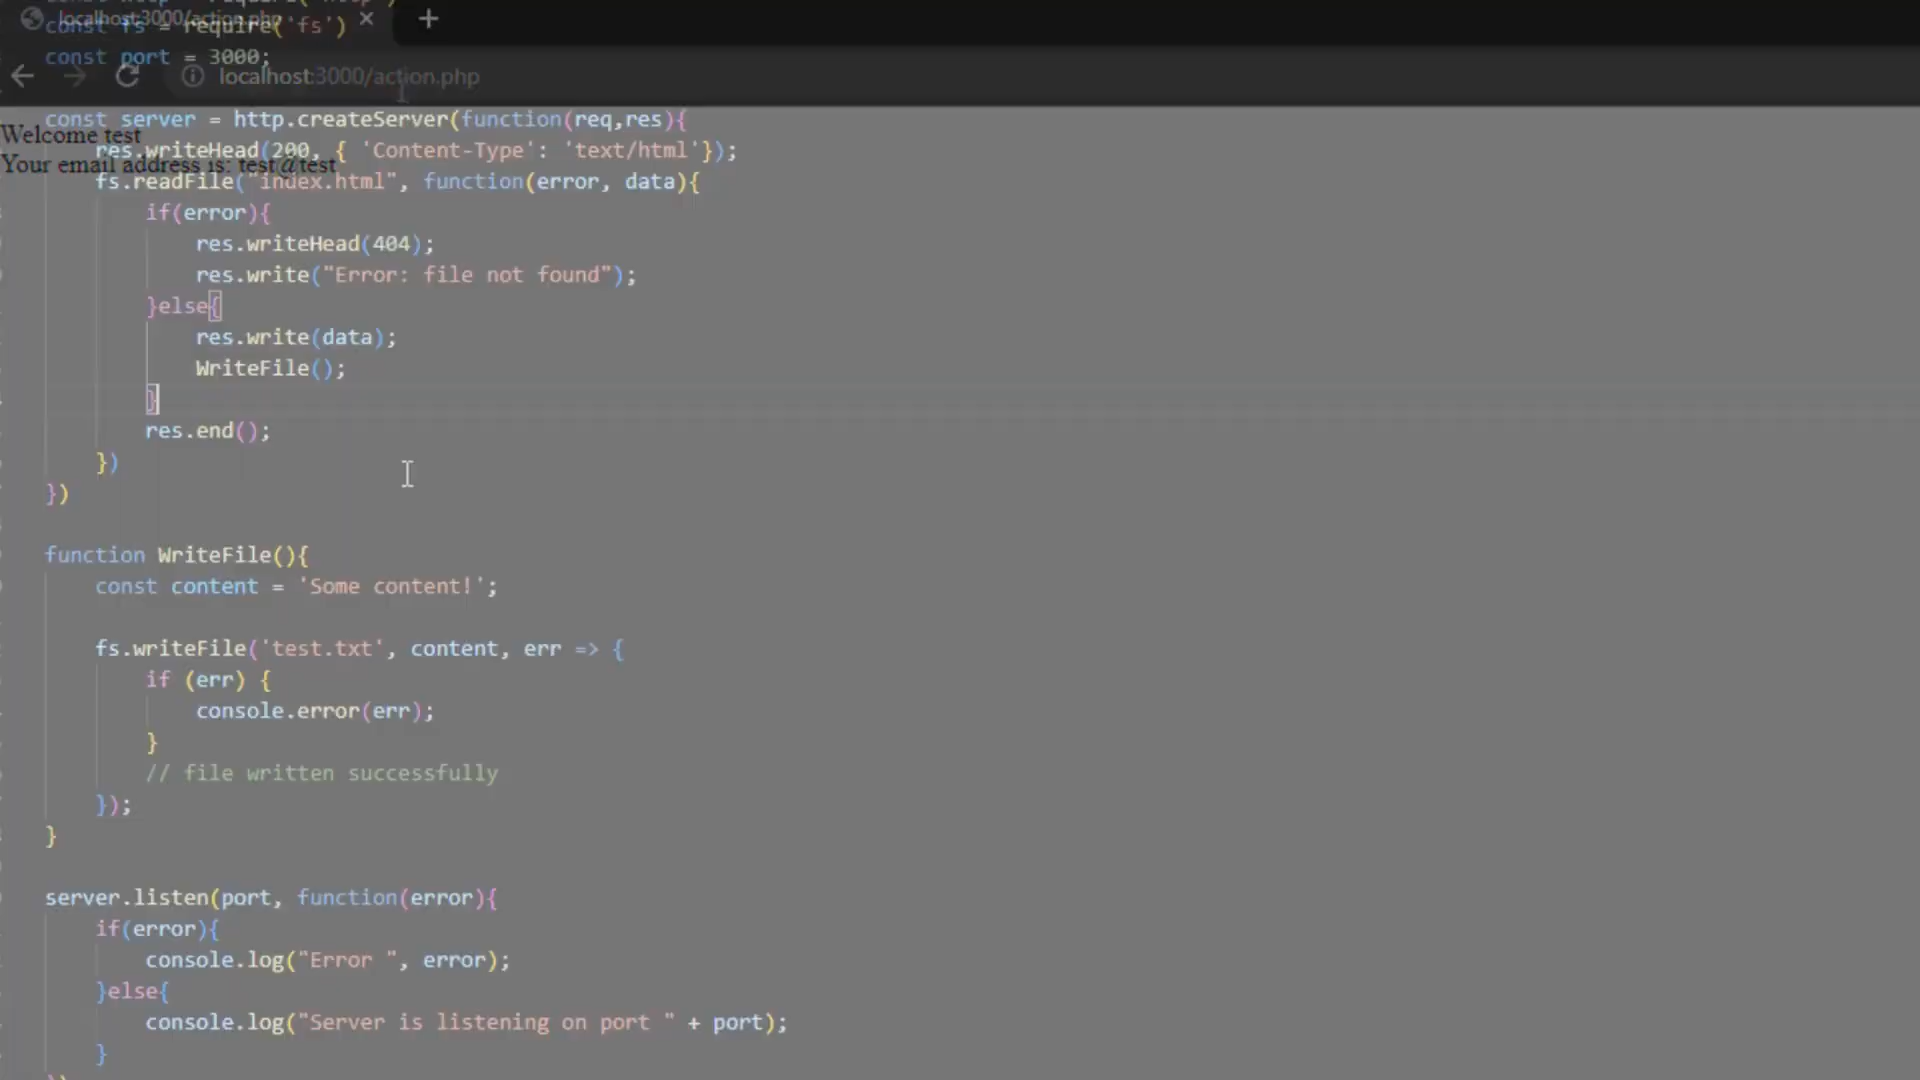 const http = require('http')
localhost:3000/action.php
const fs = require('fs')
const port = 3000;
localhost:3000/action.php
const server = http.createServer(function(req,res){
Welcome test
res.writeHead(200, { 'Content-Type': 'text/html'});
Your email address is: test@test
fs.readFile("index.html", function(error, data){
if(error){
res.writeHead(404);
res.write("Error: file not found");
}else{
res.write(data);
WriteFile();
}
res.end();
})
})
function WriteFile(){
const content = 'Some content!';
fs.writeFile('test.txt', content, err => {
if (err) {
console.error(err);
}
// file written successfully
});
}
server.listen(port, function(error){
if(error){
console.log("Error ", error);
}else{
console.log("Server is listening on port " + port);
}
})